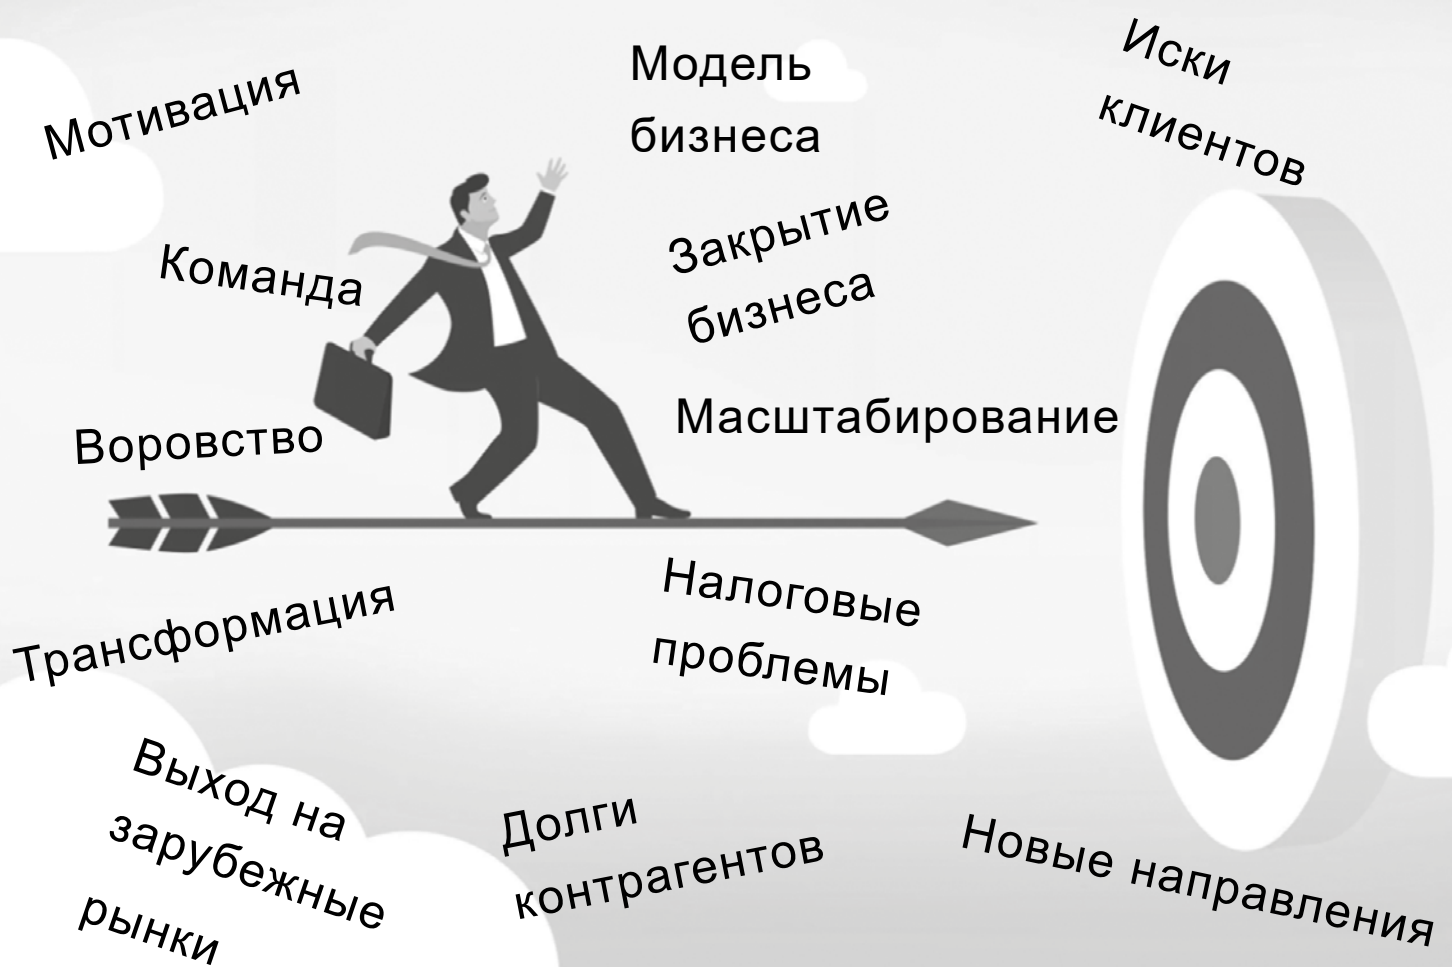 Мотивация
Модель
бизнеса
Иски
клиентов
Команда
Закрытие
бизнеса
Воровство
Масштабирование
Трансформация
Налоговые
проблемы
Выход на
зарубежные
рынки
Долги
контрагентов
Новые направления